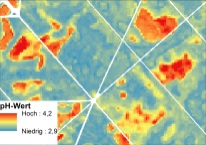 pH-Wert
Hoch : 4,2
Niedrig : 2,9